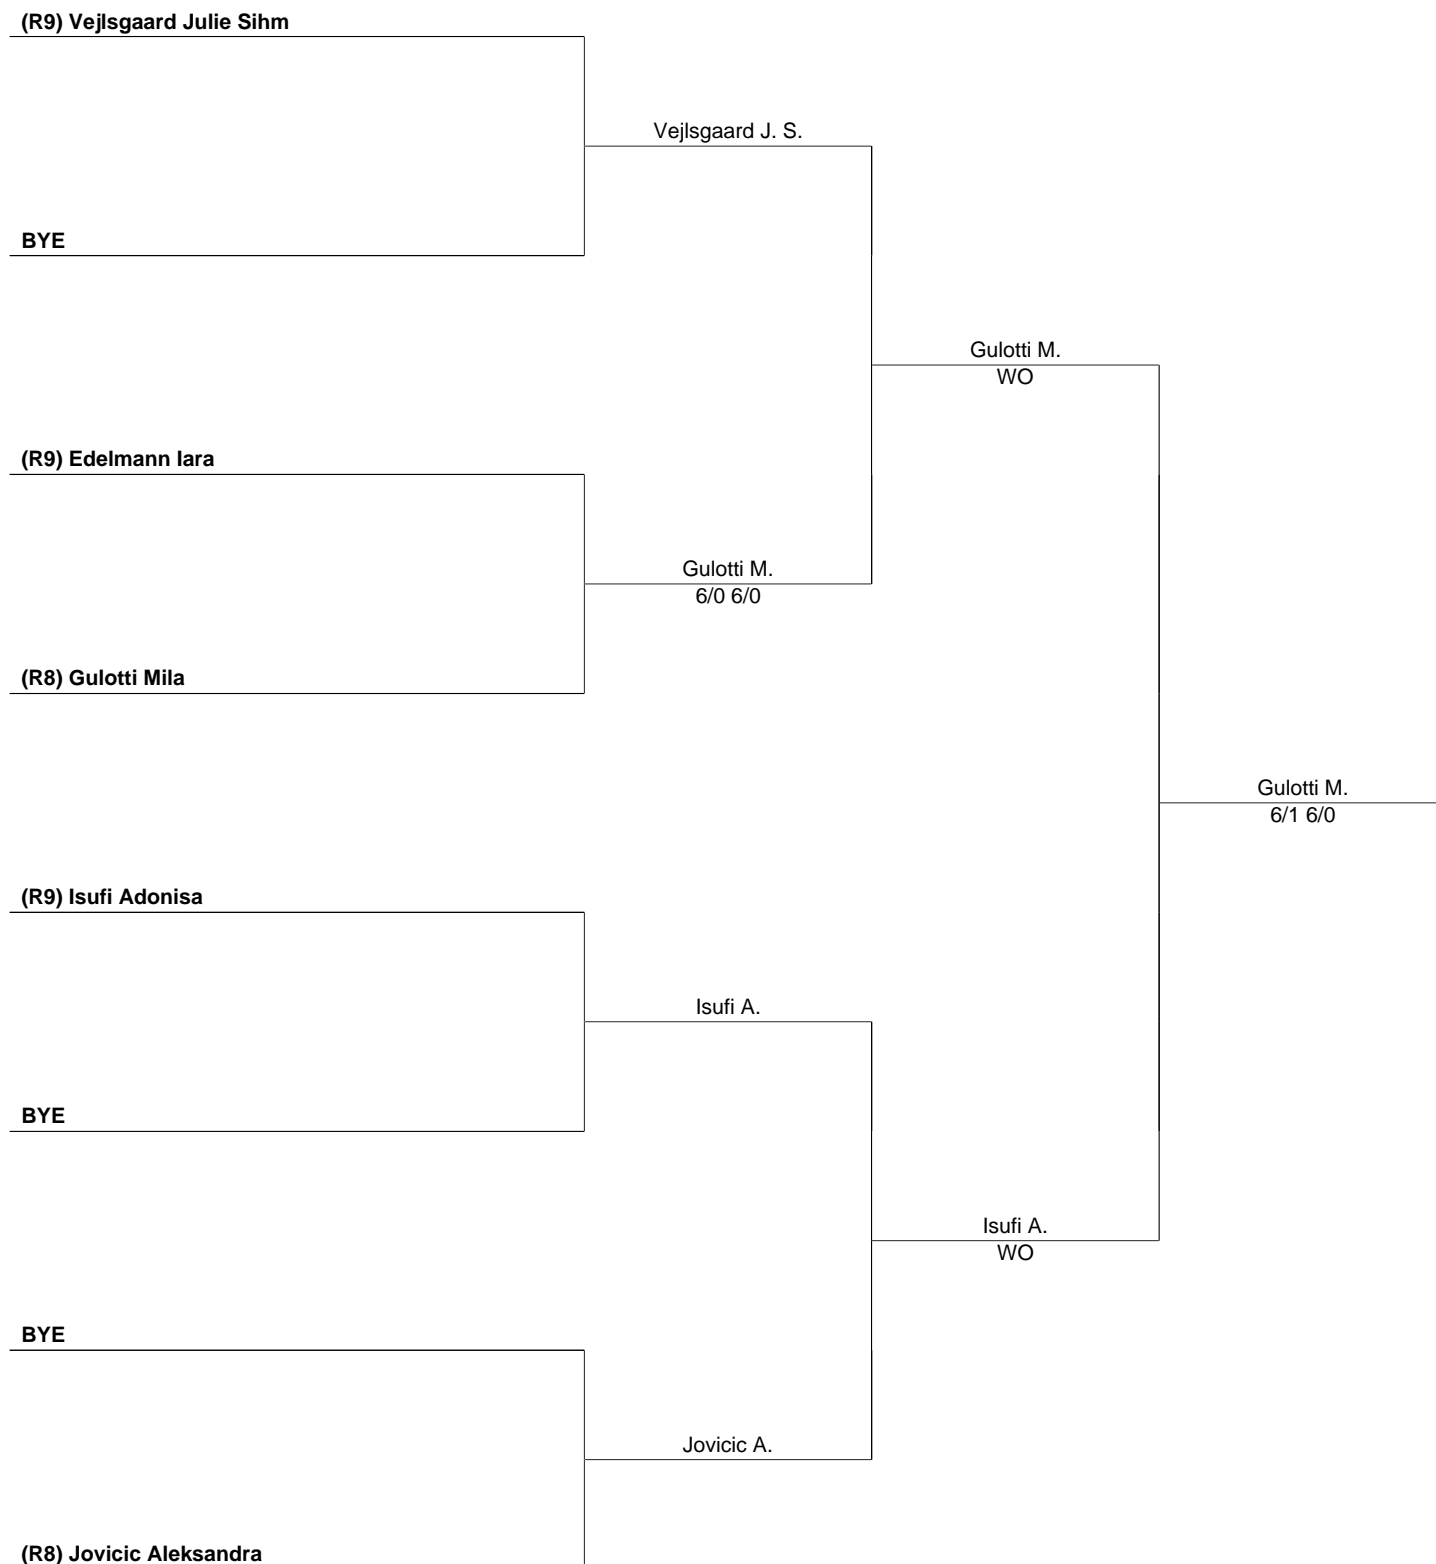 (R9) Vejlsgaard Julie Sihm
Vejlsgaard J. S.
BYE
Gulotti M.
WO
(R9) Edelmann Iara
Gulotti M.
6/0 6/0
(R8) Gulotti Mila
Gulotti M.
6/1 6/0
(R9) Isufi Adonisa
Isufi A.
BYE
Isufi A.
WO
BYE
Jovicic A.
(R8) Jovicic Aleksandra